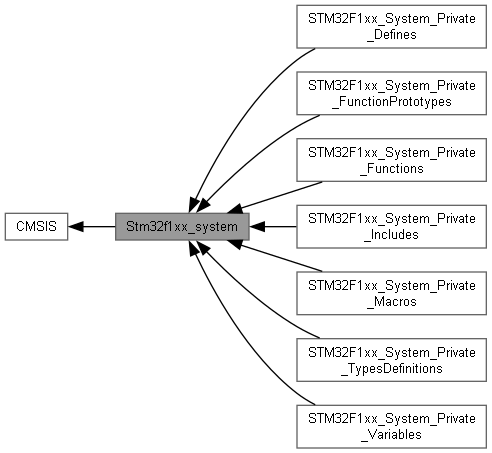 STM32F1xx_System_Private
_Defines
STM32F1xx_System_Private
_FunctionPrototypes
STM32F1xx_System_Private
_Functions
CMSIS
Stm32f1xx_system
STM32F1xx_System_Private
_Includes
STM32F1xx_System_Private
_Macros
STM32F1xx_System_Private
_TypesDefinitions
STM32F1xx_System_Private
_Variables